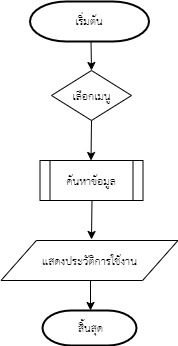 เริ่มต้น
เลือกเมนู
ค้นหาข้อมูล
แสดงประวัติการใช้งาน
สิ้นสุด